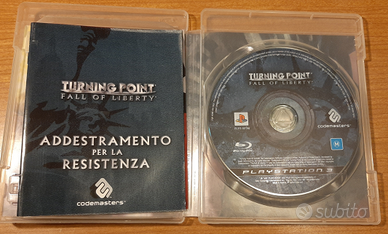 TURNING POINT
FALL OF LIBERTY
ADDESTRAMENTO
PER LA
RESISTENZA
codemasters
TURNING POINT
FALL OF LIBERTY
codemasters
PLAYSTATION 3
subito